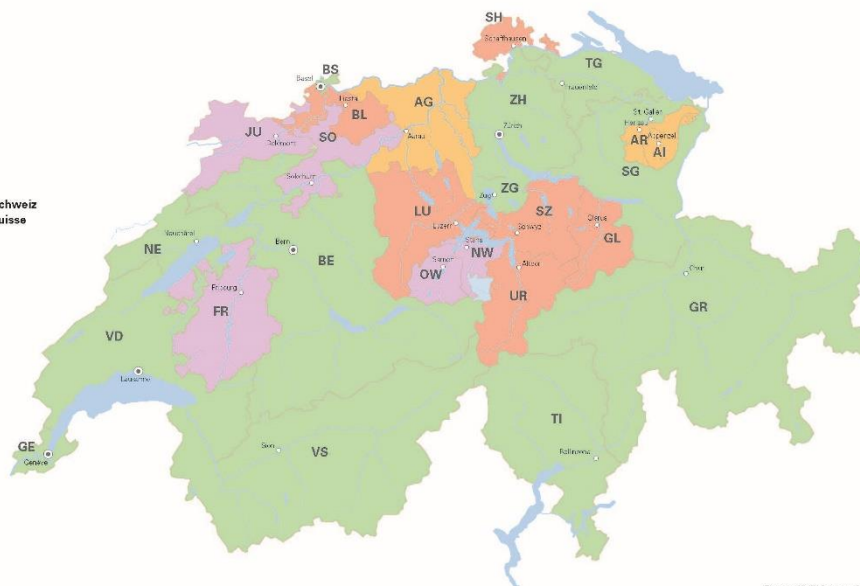 SH
Schaffhausen
BS
TG
Basel
ZH
Liestal
AG
Frauenfeld
BL
St. Gallen
JU
SO
Aarau
Zürich
Herisau
Delémont
AR
Appenzell
AI
SG
Solothurn
ZG
Zug
chweiz
uisse
LU
SZ
Luzern
Schwyz
Glarus
Neuchâtel
NE
Bern
BE
Stans
NW
GL
Sarnen
OW
Altdorf
Chur
Fribourg
UR
FR
GR
VD
Lausanne
TI
GE
Genève
Sion
VS
Bellinzona